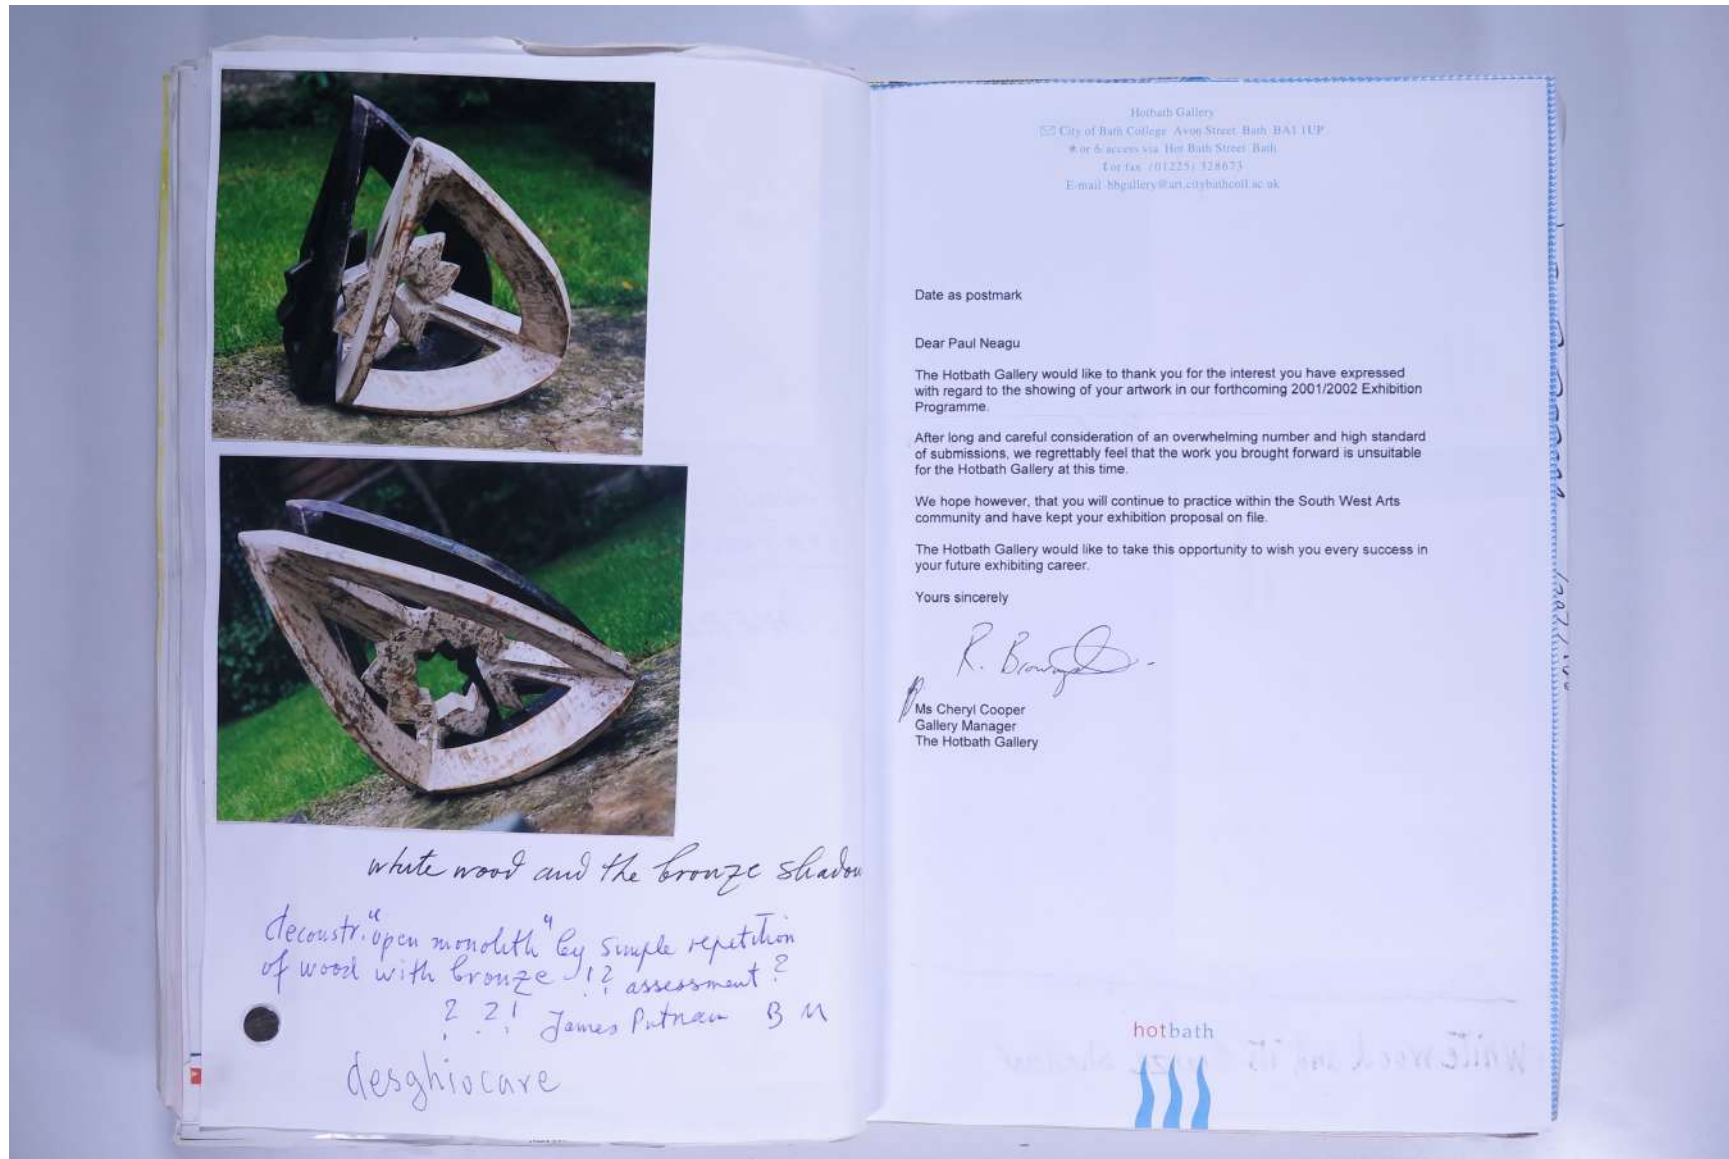 white wood and the bronze shadow
deconstr. "open monolith" by simple repetition
of wood with bronze !? assessment ?
? ?! James Putnam B M
desghiocare
Hotbath Gallery
City of Bath College Avon Street Bath BA1 1UP
or access via Hot Bath Street Bath
t or fax (01225) 328673
E-mail hbgallery@art.citybathcoll.ac.uk
Date as postmark
Dear Paul Neagu
The Hotbath Gallery would like to thank you for the interest you have expressed
with regard to the showing of your artwork in our forthcoming 2001/2002 Exhibition
Programme.
After long and careful consideration of an overwhelming number and high standard
of submissions, we regrettably feel that the work you brought forward is unsuitable
for the Hotbath Gallery at this time.
We hope however, that you will continue to practice within the South West Arts
community and have kept your exhibition proposal on file.
The Hotbath Gallery would like to take this opportunity to wish you every success in
your future exhibiting career.
Yours sincerely
R.
Ms Cheryl Cooper
Gallery Manager
The Hotbath Gallery
hotbath